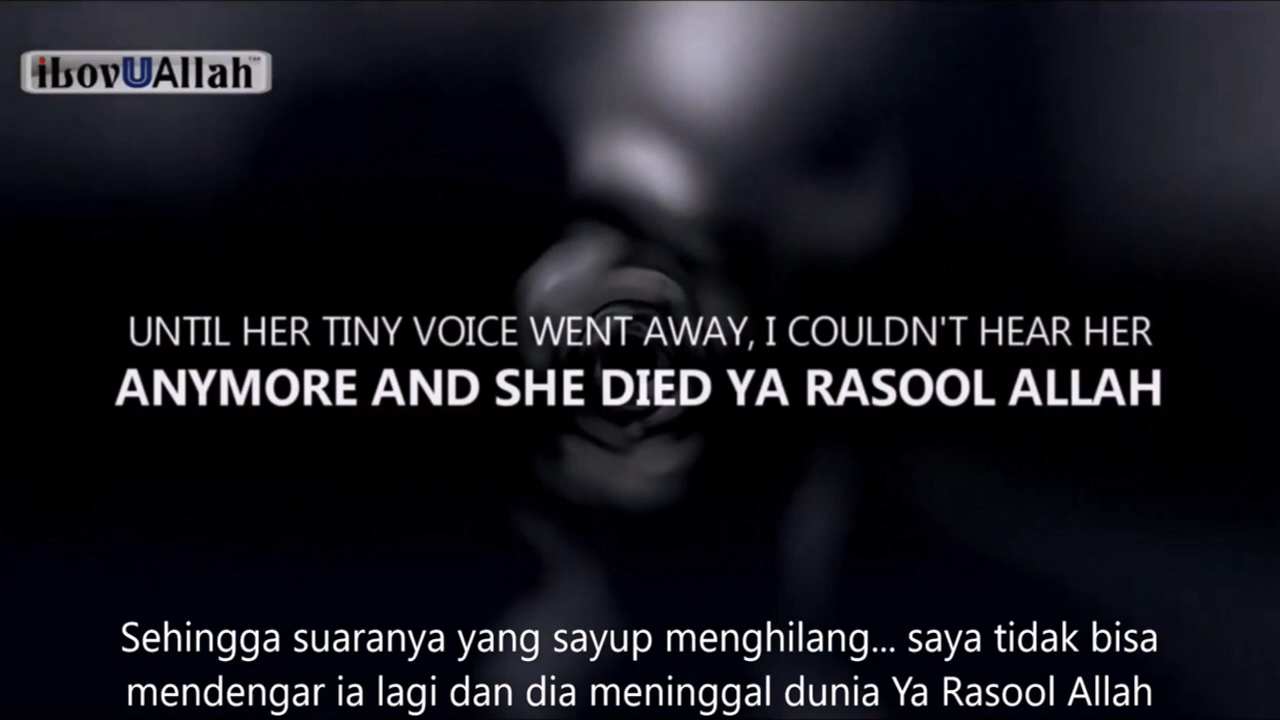 iLovUAllah™
UNTIL HER TINY VOICE WENT AWAY, I COULDN'T HEAR HER
ANYMORE AND SHE DIED YA RASOOL ALLAH
Sehingga suaranya yang sayup menghilang... saya tidak bisa
mendengar ia lagi dan dia meninggal dunia Ya Rasool Allah